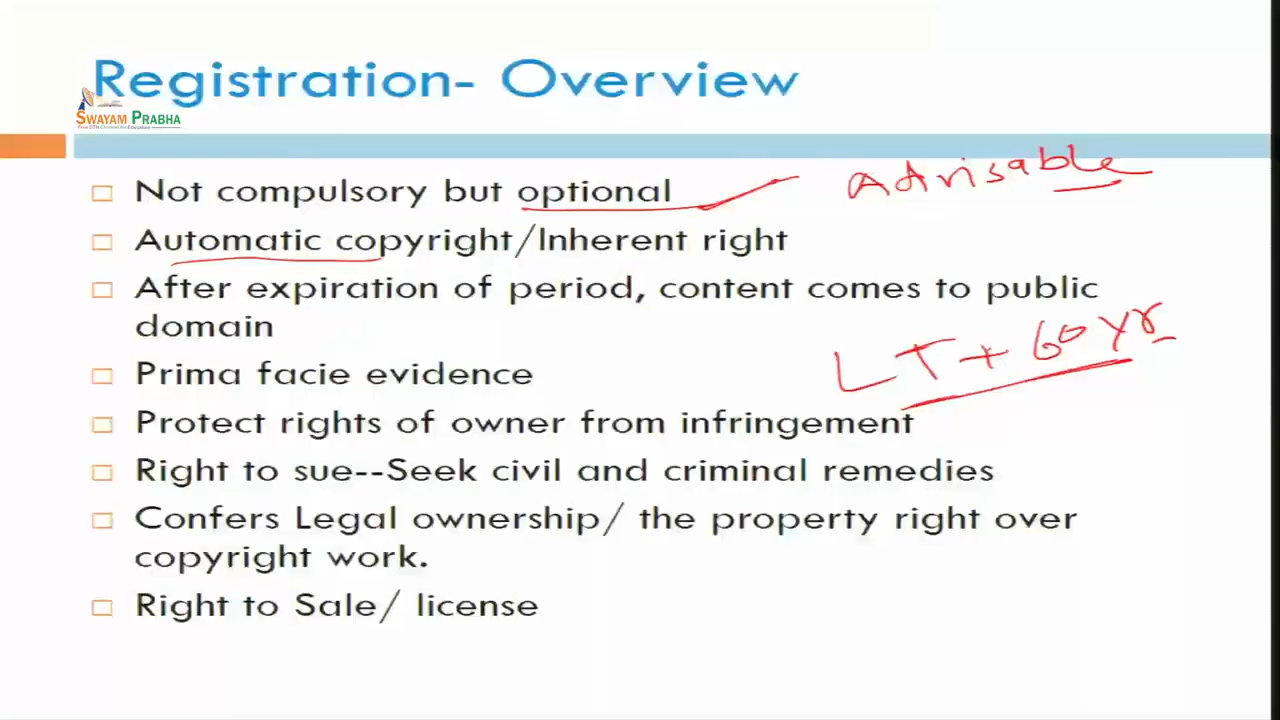 Registration- Overview
SWAYAM PRABHA
Not compulsory but optional
Advisable
Automatic copyright/Inherent right
After expiration of period, content comes to public
domain
LT + 60 yr
Prima facie evidence
Protect rights of owner from infringement
Right to sue--Seek civil and criminal remedies
Confers Legal ownership/ the property right over
copyright work.
Right to Sale/ license